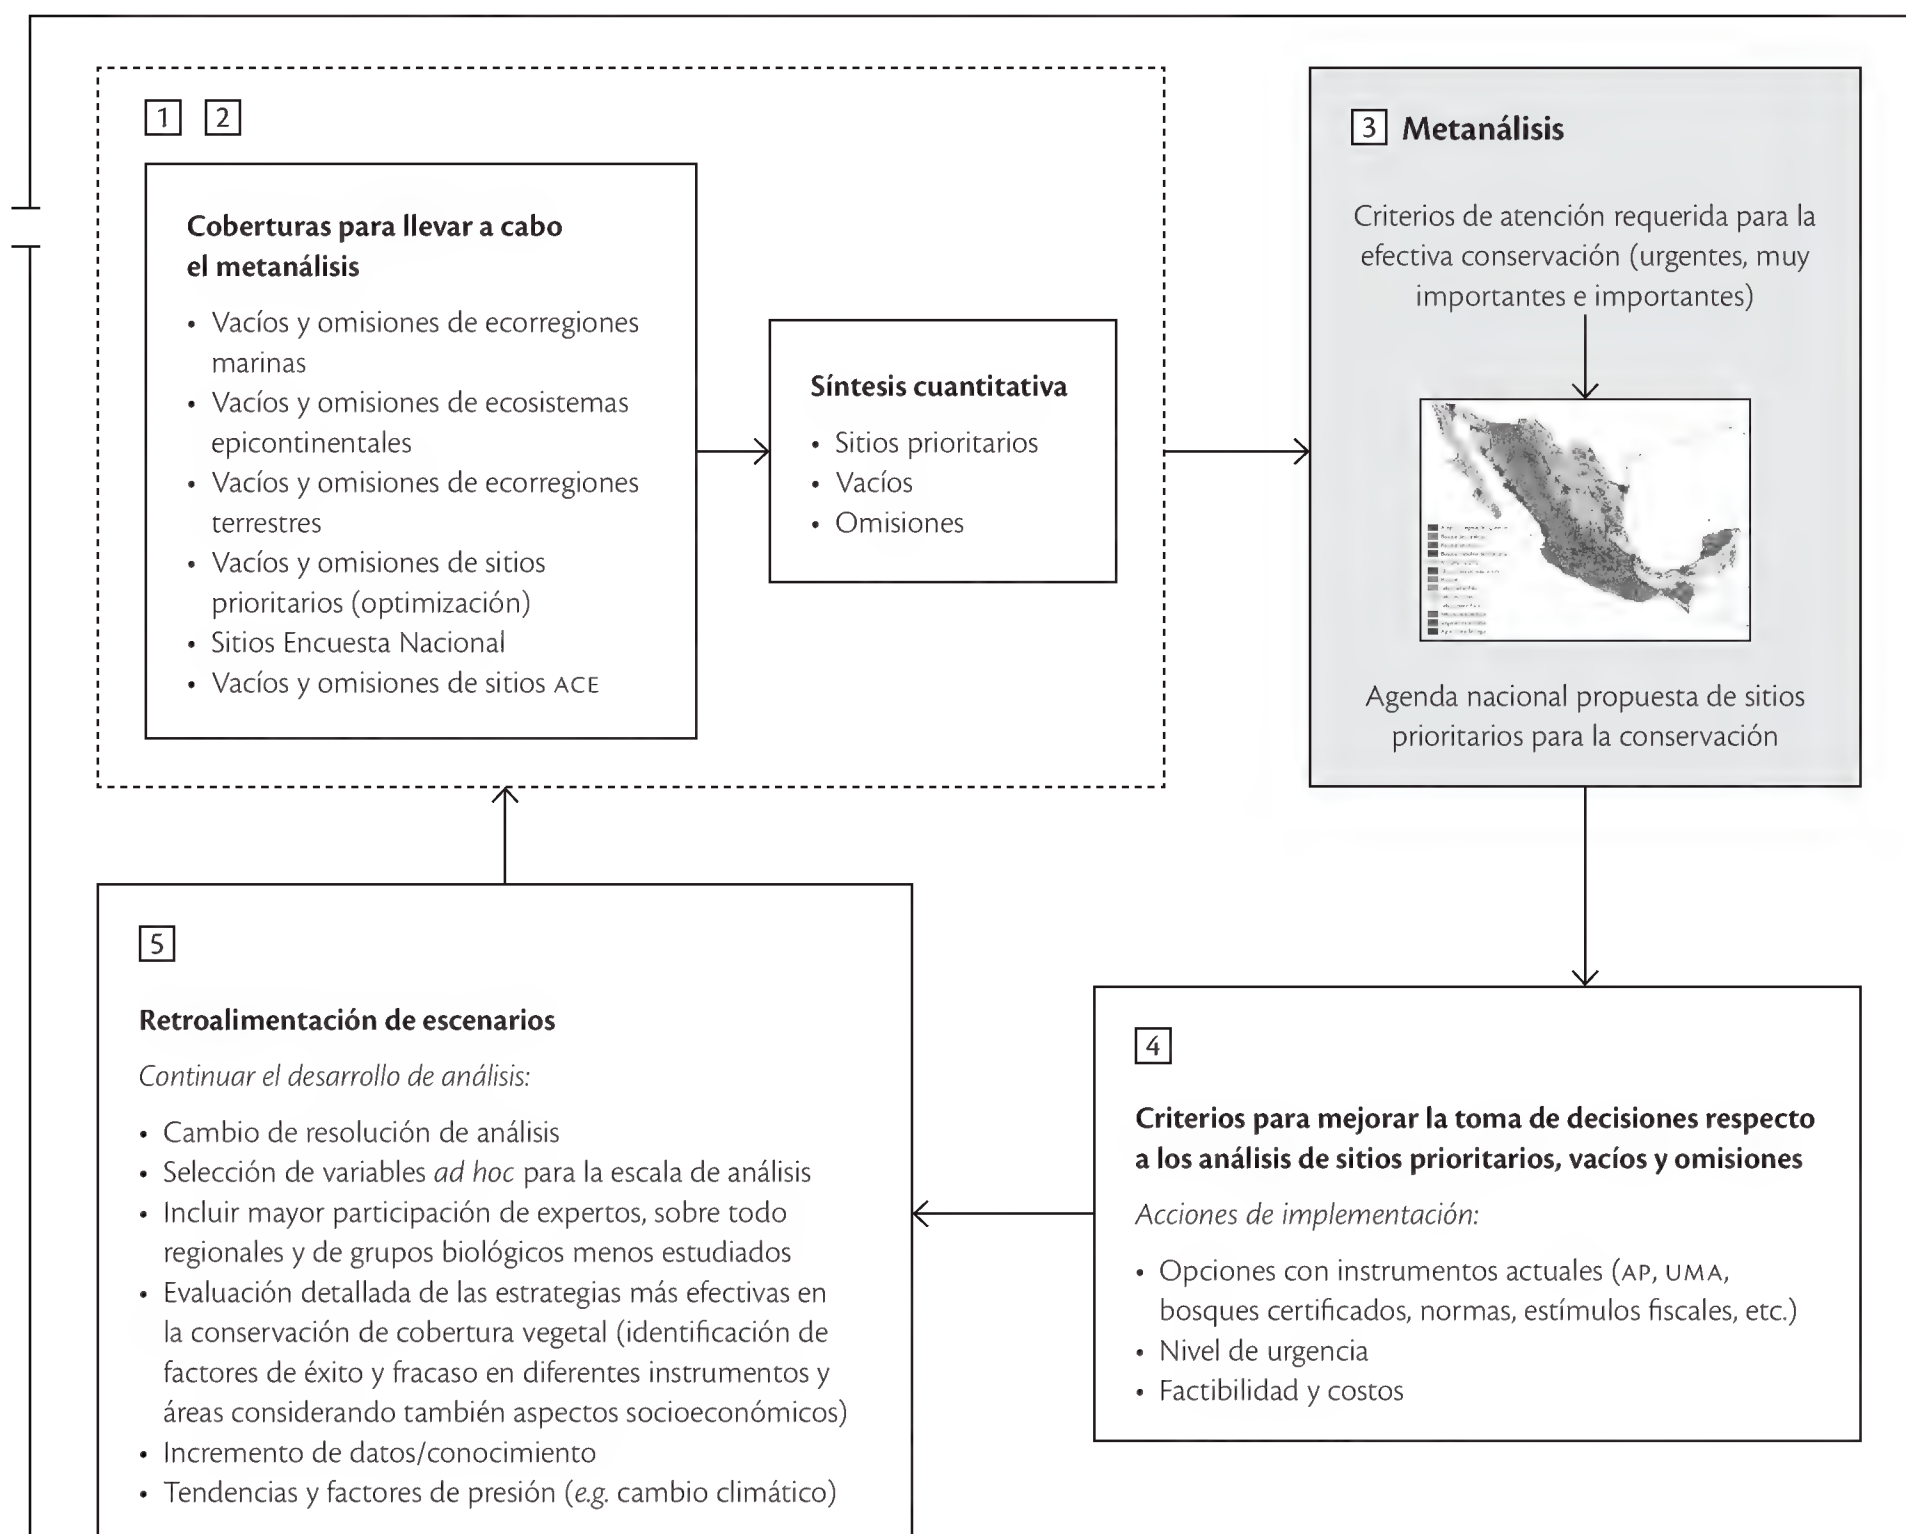 1 2
Coberturas para llevar a cabo
el metanálisis
• Vacíos y omisiones de ecorregiones
marinas
• Vacíos y omisiones de ecosistemas
epicontinentales
• Vacíos y omisiones de ecorregiones
terrestres
• Vacíos y omisiones de sitios
prioritarios (optimización)
• Sitios Encuesta Nacional
• Vacíos y omisiones de sitios ACE
Síntesis cuantitativa
• Sitios prioritarios
• Vacíos
• Omisiones
3 Metanálisis
Criterios de atención requerida para la
efectiva conservación (urgentes, muy
importantes e importantes)
Agenda nacional propuesta de sitios
prioritarios para la conservación
4
Criterios para mejorar la toma de decisiones respecto
a los análisis de sitios prioritarios, vacíos y omisiones
Acciones de implementación:
• Opciones con instrumentos actuales (AP, UMA,
bosques certificados, normas, estímulos fiscales, etc.)
• Nivel de urgencia
• Factibilidad y costos
5
Retroalimentación de escenarios
Continuar el desarrollo de análisis:
• Cambio de resolución de análisis
• Selección de variables ad hoc para la escala de análisis
• Incluir mayor participación de expertos, sobre todo
regionales y de grupos biológicos menos estudiados
• Evaluación detallada de las estrategias más efectivas en
la conservación de cobertura vegetal (identificación de
factores de éxito y fracaso en diferentes instrumentos y
áreas considerando también aspectos socioeconómicos)
• Incremento de datos/conocimiento
• Tendencias y factores de presión (e.g. cambio climático)